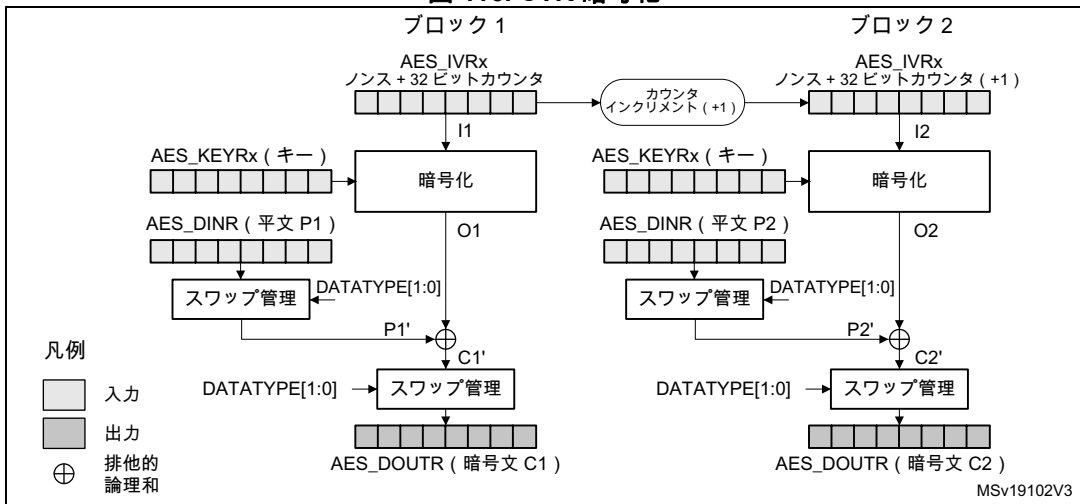 ブロック 1
ブロック 2
AES_IVRx
ノンス + 32 ビットカウンタ
カウンタ
インクリメント ( +1 )
AES_IVRx
ノンス + 32 ビットカウンタ ( +1 )
I1
I2
AES_KEYRx ( キー )
暗号化
AES_KEYRx ( キー )
暗号化
AES_DINR ( 平文 P1 )
O1
AES_DINR ( 平文 P2 )
O2
スワップ管理
DATATYPE[1:0]
スワップ管理
DATATYPE[1:0]
P1'
P2'
C1'
C2'
DATATYPE[1:0]
スワップ管理
DATATYPE[1:0]
スワップ管理
AES_DOUTR ( 暗号文 C1 )
AES_DOUTR ( 暗号文 C2 )
凡例
入力
出力
排他的
論理和
MSv19102V3